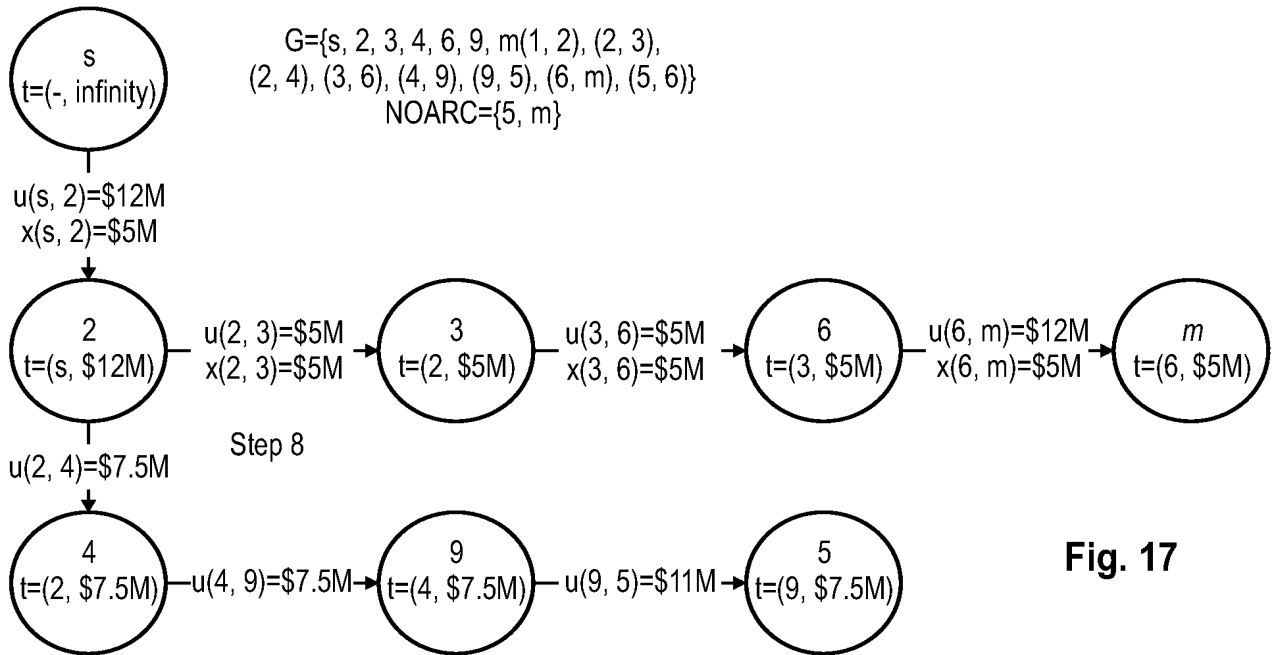 s
t=(-, infinity)
G={s, 2, 3, 4, 6, 9, m(1, 2), (2, 3),
(2, 4), (3, 6), (4, 9), (9, 5), (6, m), (5, 6)}
NOARC={5, m}
u(s, 2)=$12M
x(s, 2)=$5M
2
t=(s, $12M)
u(2, 3)=$5M
x(2, 3)=$5M
3
t=(2, $5M)
u(3, 6)=$5M
x(3, 6)=$5M
6
t=(3, $5M)
u(6, m)=$12M
x(6, m)=$5M
m
t=(6, $5M)
Step 8
u(2, 4)=$7.5M
4
t=(2, $7.5M)
u(4, 9)=$7.5M
9
t=(4, $7.5M)
u(9, 5)=$11M
5
t=(9, $7.5M)
Fig. 17